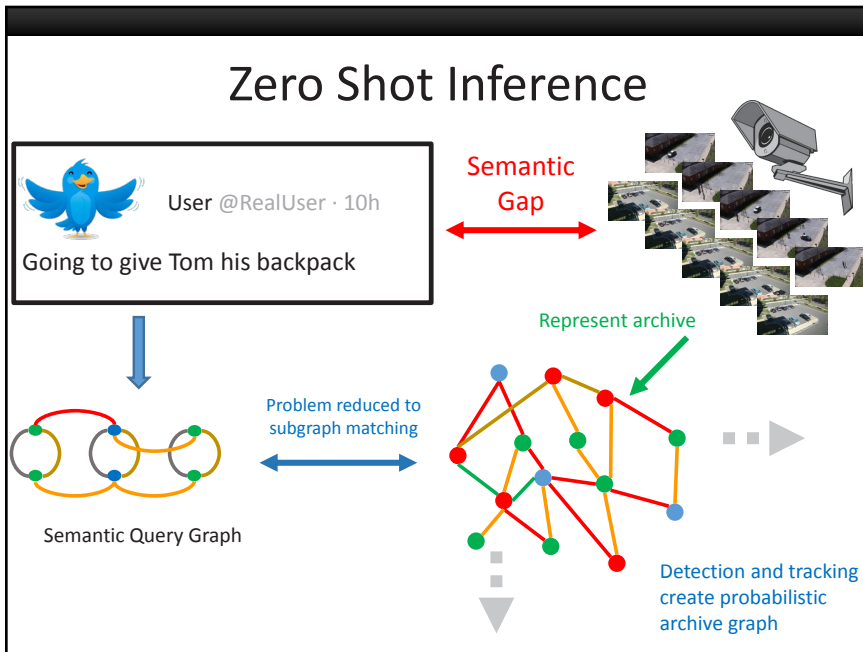 Zero Shot Inference
User @RealUser · 10h
Going to give Tom his backpack
Semantic
Gap
Represent archive
Problem reduced to
subgraph matching
Semantic Query Graph
Detection and tracking
create probabilistic
archive graph